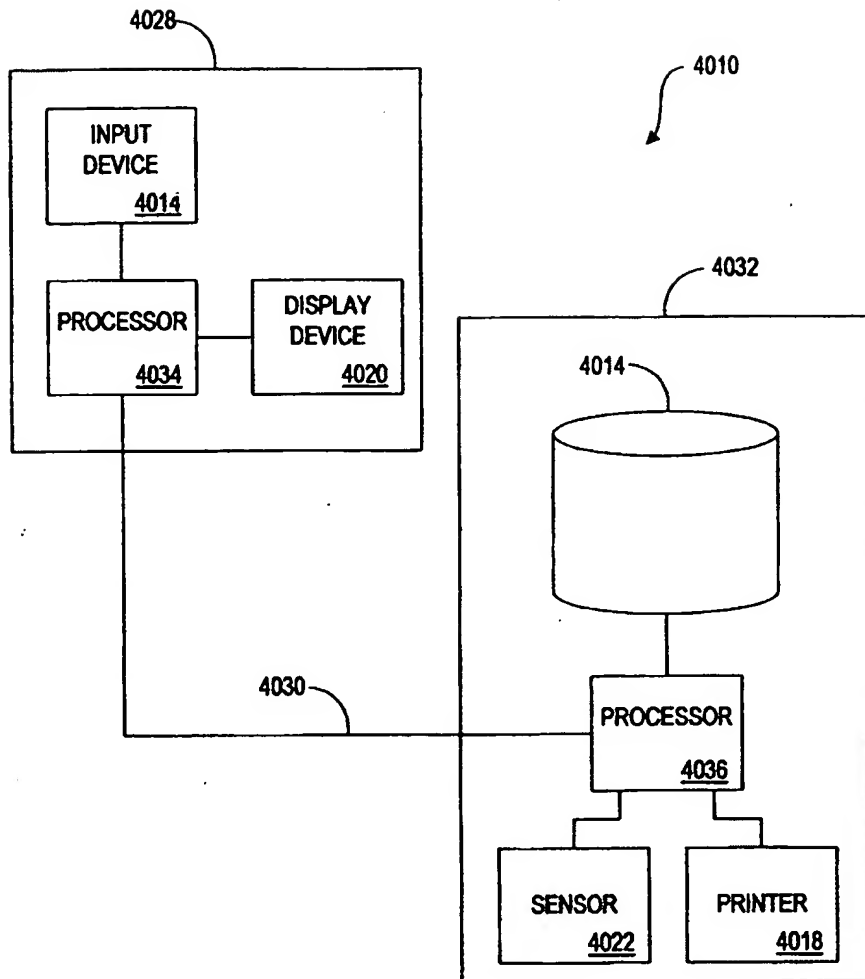 4028
4010
INPUT
DEVICE
4014
PROCESSOR
4034
DISPLAY
DEVICE
4020
4032
4014
4030
PROCESSOR
4036
SENSOR
4022
PRINTER
4018